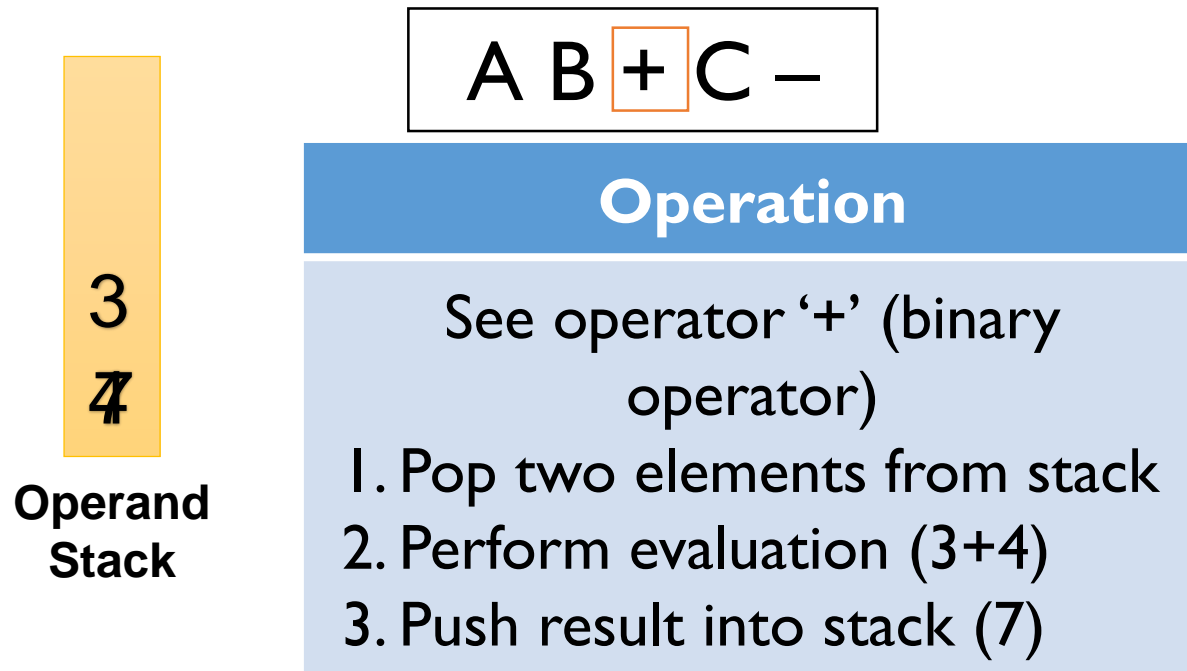 A B + C –
Operation
3
47
Operand
Stack
See operator ‘+’ (binary
operator)
1. Pop two elements from stack
2. Perform evaluation (3+4)
3. Push result into stack (7)